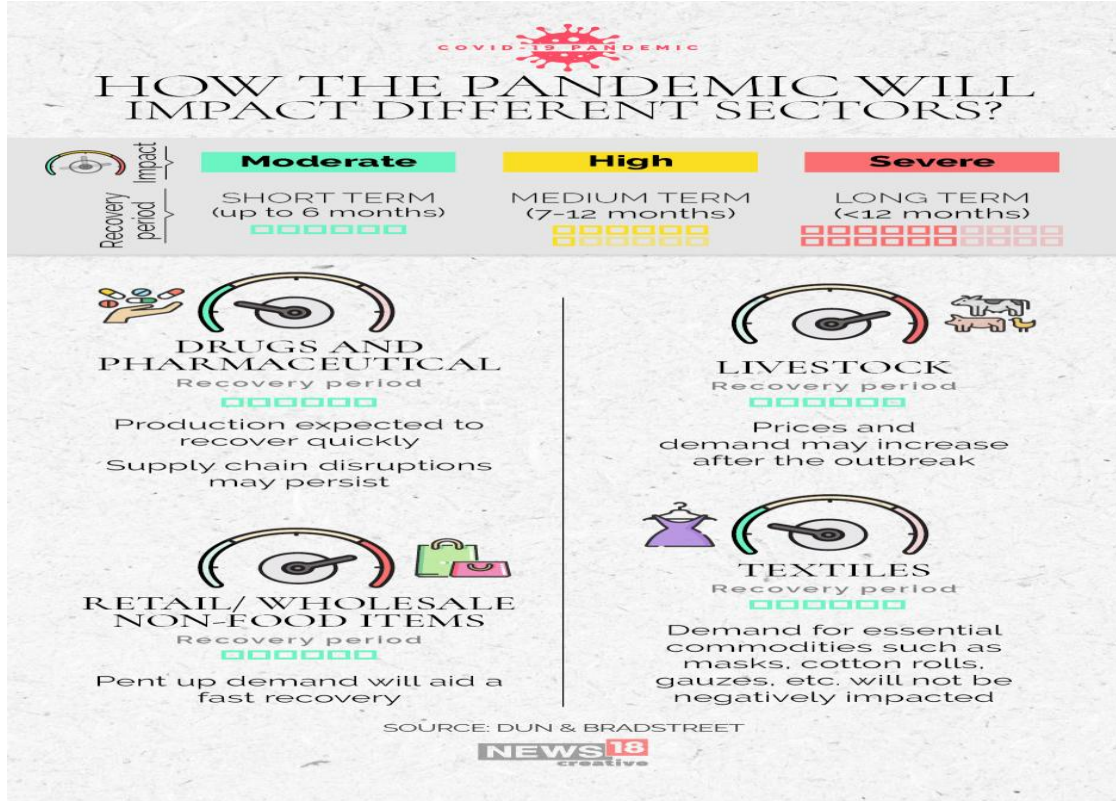 COVID-19 PANDEMIC
HOW THE PANDEMIC WILL
IMPACT DIFFERENT SECTORS?
Impact
Moderate
High
Severe
Recovery
period
SHORT TERM
(up to 6 months)
MEDIUM TERM
(7-12 months)
LONG TERM
(<12 months)
DRUGS AND
PHARMACEUTICAL
Recovery period
Production expected to
recover quickly
Supply chain disruptions
may persist
RETAIL/ WHOLESALE
NON-FOOD ITEMS
Recovery period
Pent up demand will aid a
fast recovery
LIVESTOCK
Recovery period
Prices and
demand may increase
after the outbreak
TEXTILES
Recovery period
Demand for essential
commodities such as
masks, cotton rolls,
gauzes, etc. will not be
negatively impacted
SOURCE: DUN & BRADSTREET
NEWS18
creative